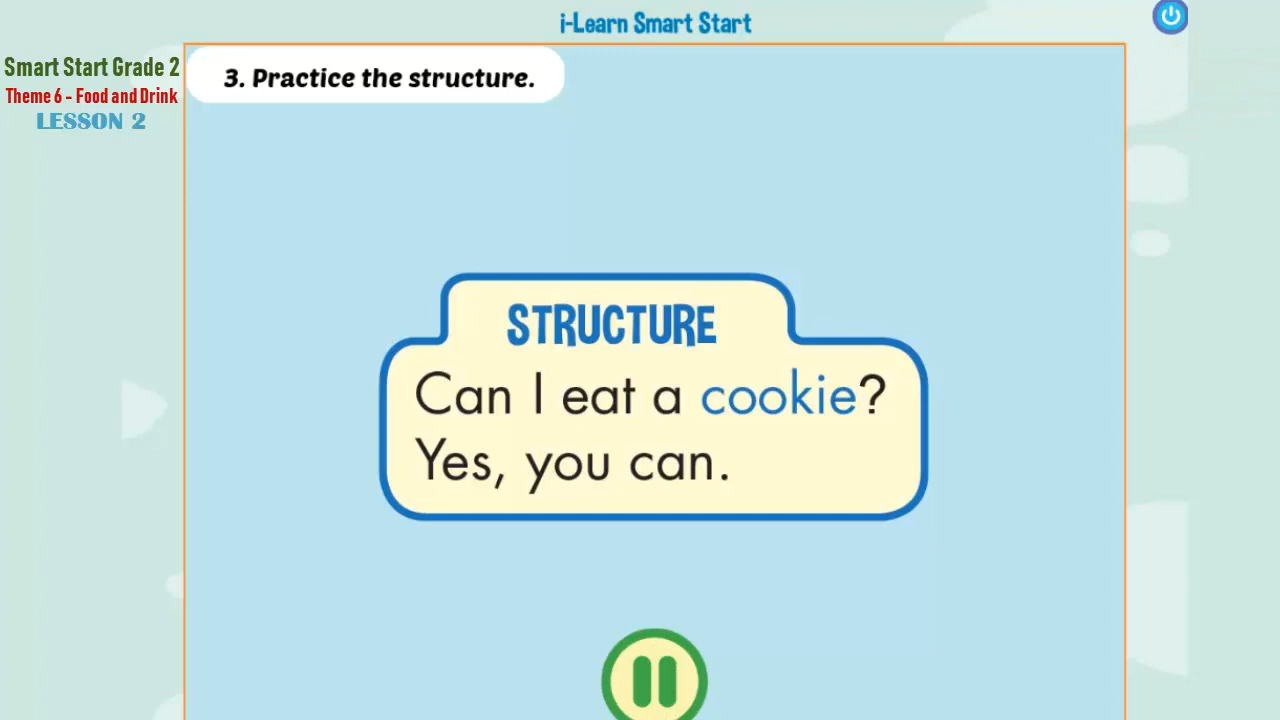 i-Learn Smart Start
Smart Start Grade 2
Theme 6 - Food and Drink
LESSON 2
3. Practice the structure.
STRUCTURE
Can I eat a cookie?
Yes, you can.